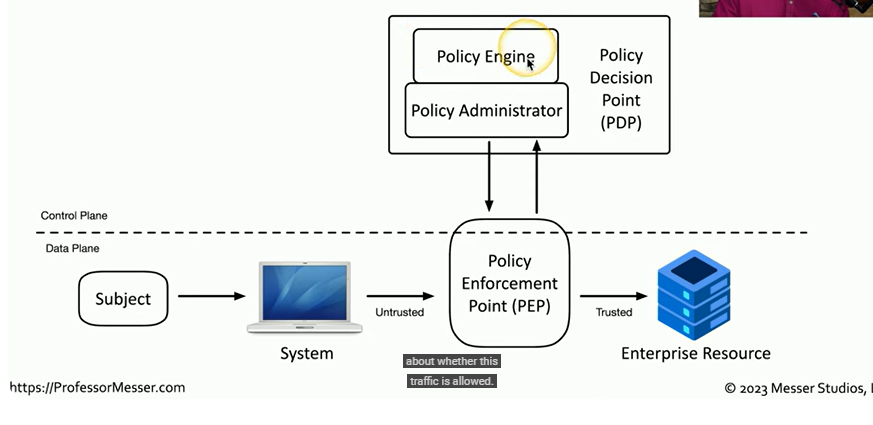 Policy Engine
Policy Administrator
Policy
Decision
Point
(PDP)
Control Plane
Data Plane
Subject
System
Untrusted
Policy
Enforcement
Point (PEP)
Trusted
Enterprise Resource
about whether this
traffic is allowed.
https://ProfessorMesser.com
© 2023 Messer Studios,